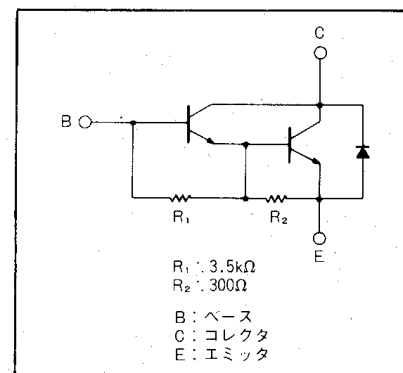 C
B
R₁
R₂
E
R₁ : 3.5kΩ
R₂ : 300Ω
B : ベース
C : コレクタ
E : エミッタ